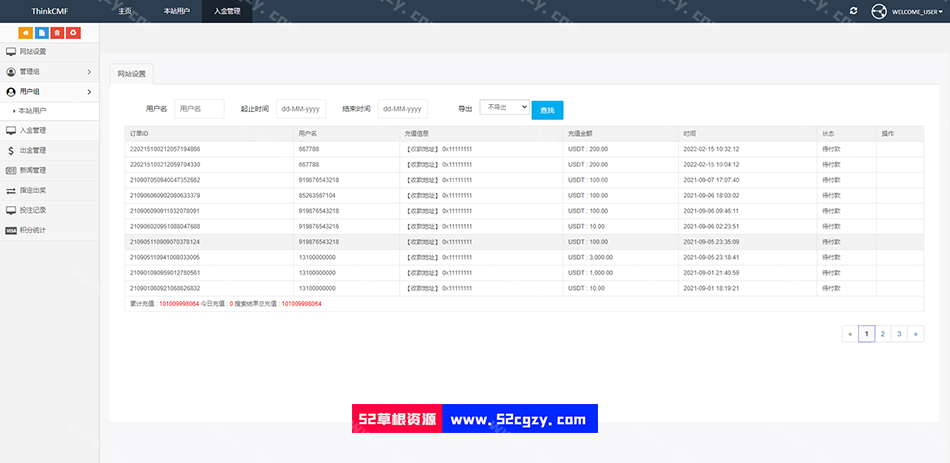 ThinkCMF 主页 本站用户 入金管理 WELCOME_USER
网站设置
管理组
用户组
本站用户
入金管理
出金管理
新闻管理
指定出奖
投注记录
VISA 积分统计
网站设置
用户名 用户名 起止时间 dd-MM-yyyy 结束时间 dd-MM-yyyy 导出 不导出 查找
订单ID 用户名 充值信息 充值金额 时间 状态 操作
220215100212057194866 667788 【收款地址】 0x11111111 USDT : 200.00 2022-02-15 10:32:12 待付款
220215100212059704330 667788 【收款地址】 0x11111111 USDT : 200.00 2022-02-15 10:04:12 待付款
210907050940047352662 919876543218 【收款地址】 0x11111111 USDT : 100.00 2021-09-07 17:07:40 待付款
210906060902080633379 85263587104 【收款地址】 0x11111111 USDT : 100.00 2021-09-06 18:03:02 待付款
210906090911032078091 919876543218 【收款地址】 0x11111111 USDT : 100.00 2021-09-06 09:46:11 待付款
210906020951088047688 919876543216 【收款地址】 0x11111111 USDT : 10.00 2021-09-06 02:23:51 待付款
210905110909070378124 919876543218 【收款地址】 0x11111111 USDT : 100.00 2021-09-05 23:35:09 待付款
210905110941008033005 13100000000 【收款地址】 0x11111111 USDT : 3,000.00 2021-09-05 23:18:41 待付款
210901090959012780561 13100000000 【收款地址】 0x11111111 USDT : 1,000.00 2021-09-01 21:40:59 待付款
210901060921068626832 13100000000 【收款地址】 0x11111111 USDT : 10.00 2021-09-01 18:19:21 待付款
累计充值 : 101009998064 今日充值 : 0 搜索结果总充值 : 101009998064
« 1 2 3 »
52草根资源 www.52cgzy.com